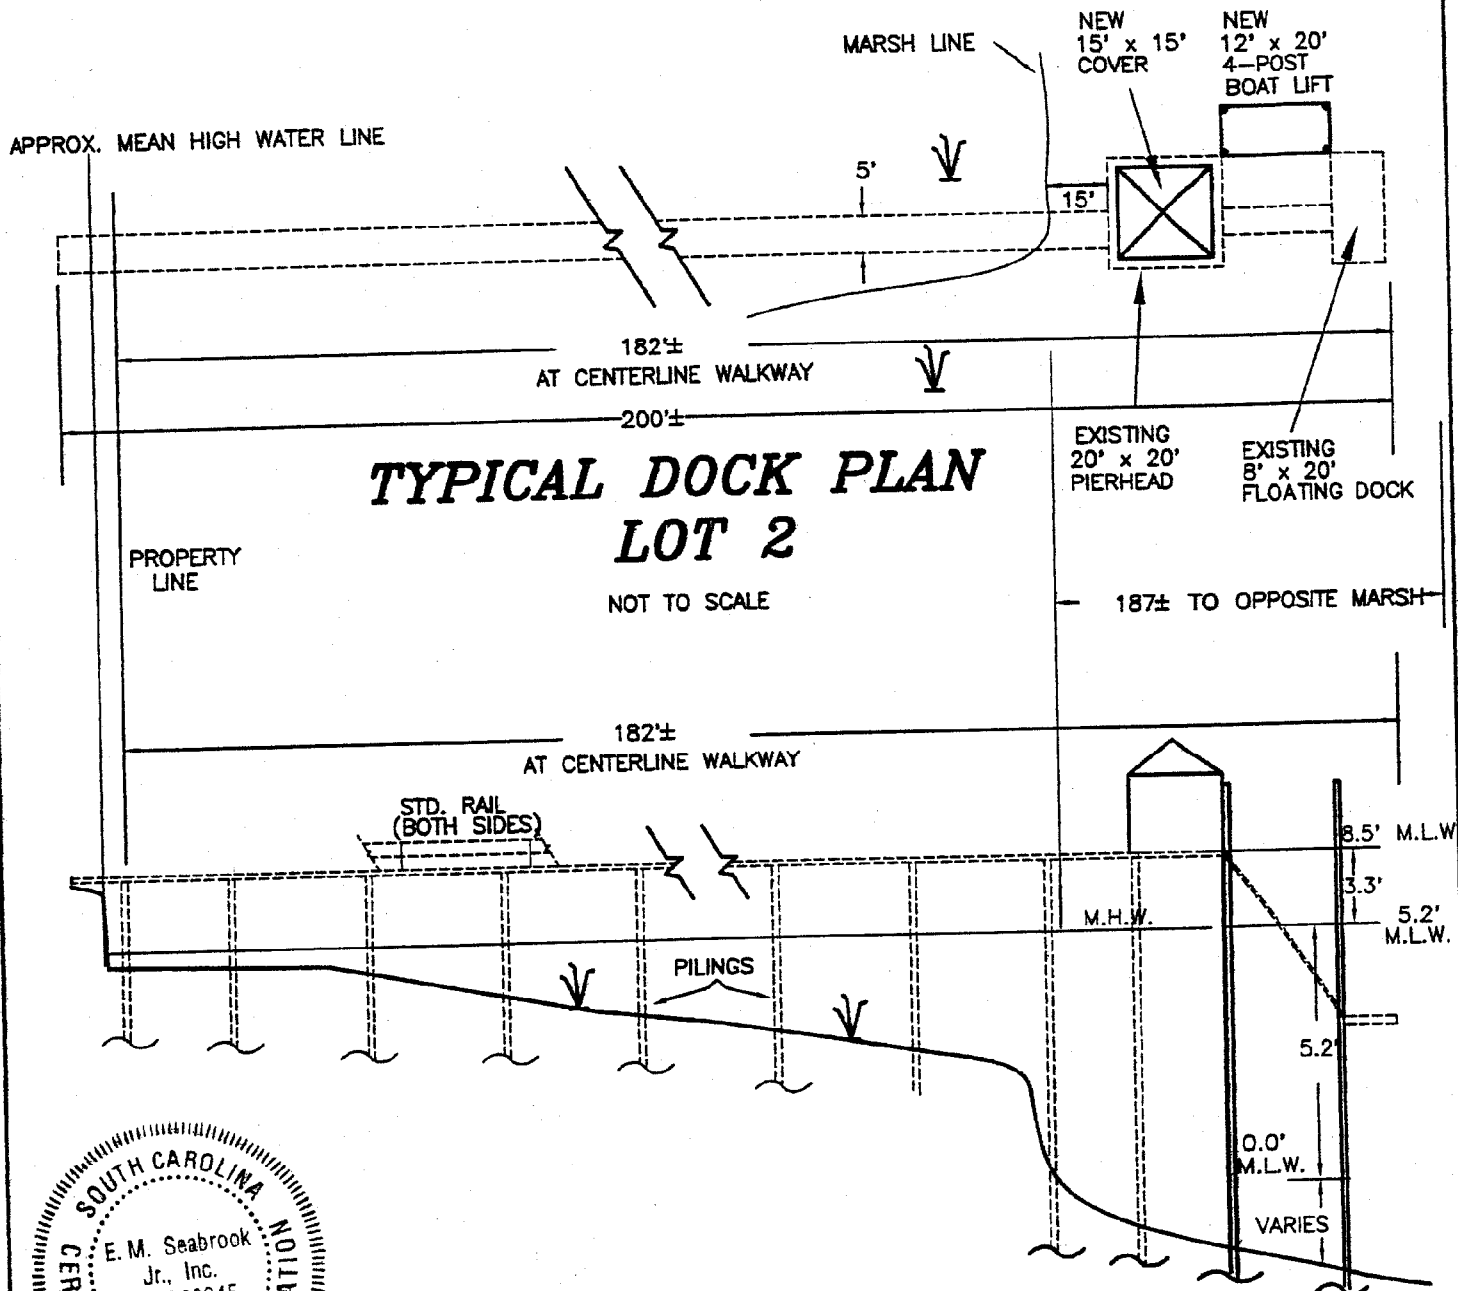 NEW
15' x 15'
COVER
NEW
12' x 20'
4-POST
BOAT LIFT
MARSH LINE
APPROX. MEAN HIGH WATER LINE
5'
15'
182'±
AT CENTERLINE WALKWAY
200'±
EXISTING
20' x 20'
PIERHEAD
EXISTING
8' x 20'
FLOATING DOCK
TYPICAL DOCK PLAN
LOT 2
NOT TO SCALE
PROPERTY
LINE
187± TO OPPOSITE MARSH
182'±
AT CENTERLINE WALKWAY
STD. RAIL
(BOTH SIDES)
8.5' M.L.W
3.3'
5.2'
M.L.W.
M.H.W.
PILINGS
5.2'
0.0'
M.L.W.
VARIES
SOUTH CAROLINA
E. M. Seabrook
Jr., Inc.